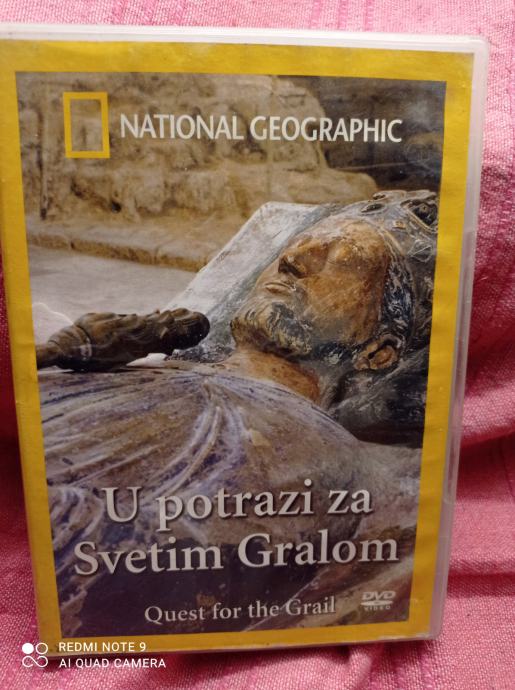 NATIONAL GEOGRAPHIC
U potrazi za
Svetim Gralom
Quest for the Grail
DVD
VIDEO
REDMI NOTE 9
AI QUAD CAMERA